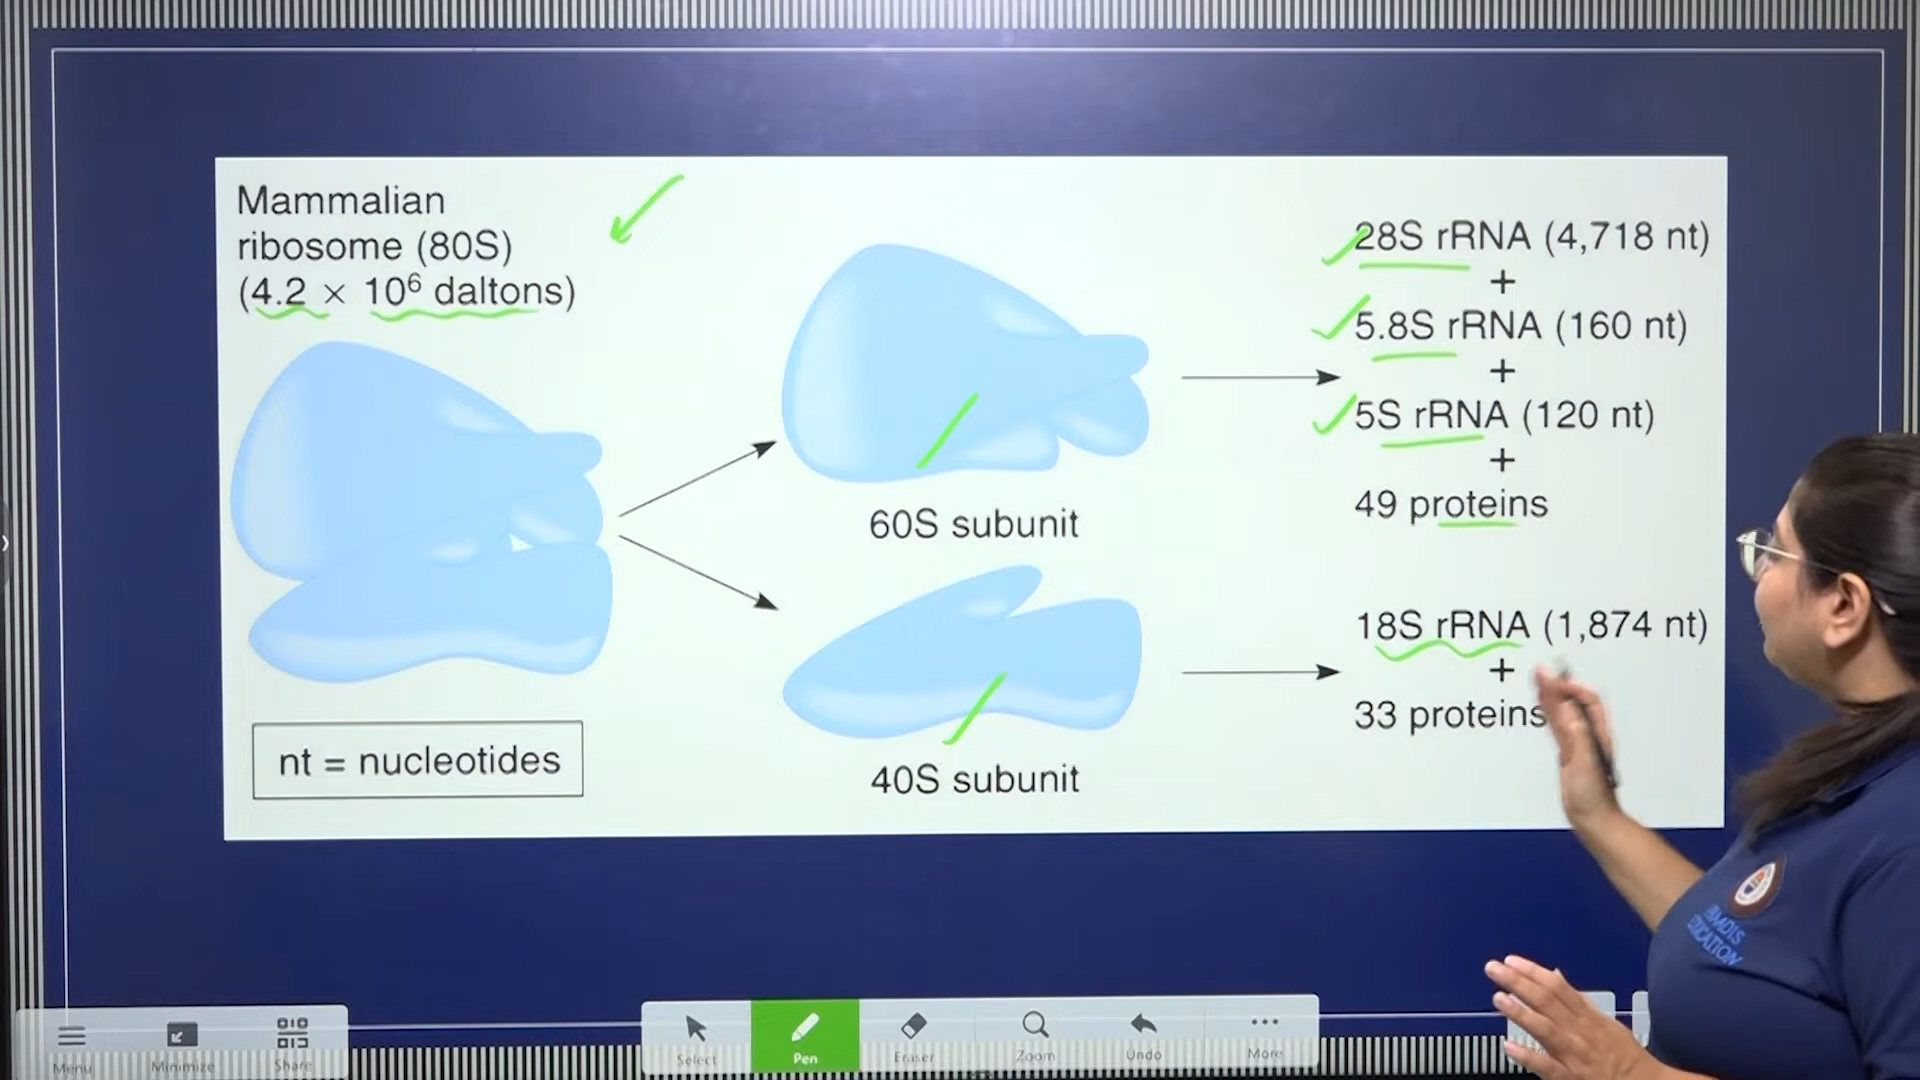 Mammalian
ribosome (80S)
(4.2 × 10⁶ daltons)
28S rRNA (4,718 nt)
+
5.8S rRNA (160 nt)
+
5S rRNA (120 nt)
+
49 proteins
60S subunit
18S rRNA (1,874 nt)
+
33 proteins
40S subunit
nt = nucleotides
EDUCATION
Menu
Minimize
Share
Select
Pen
Eraser
Zoom
Undo
More